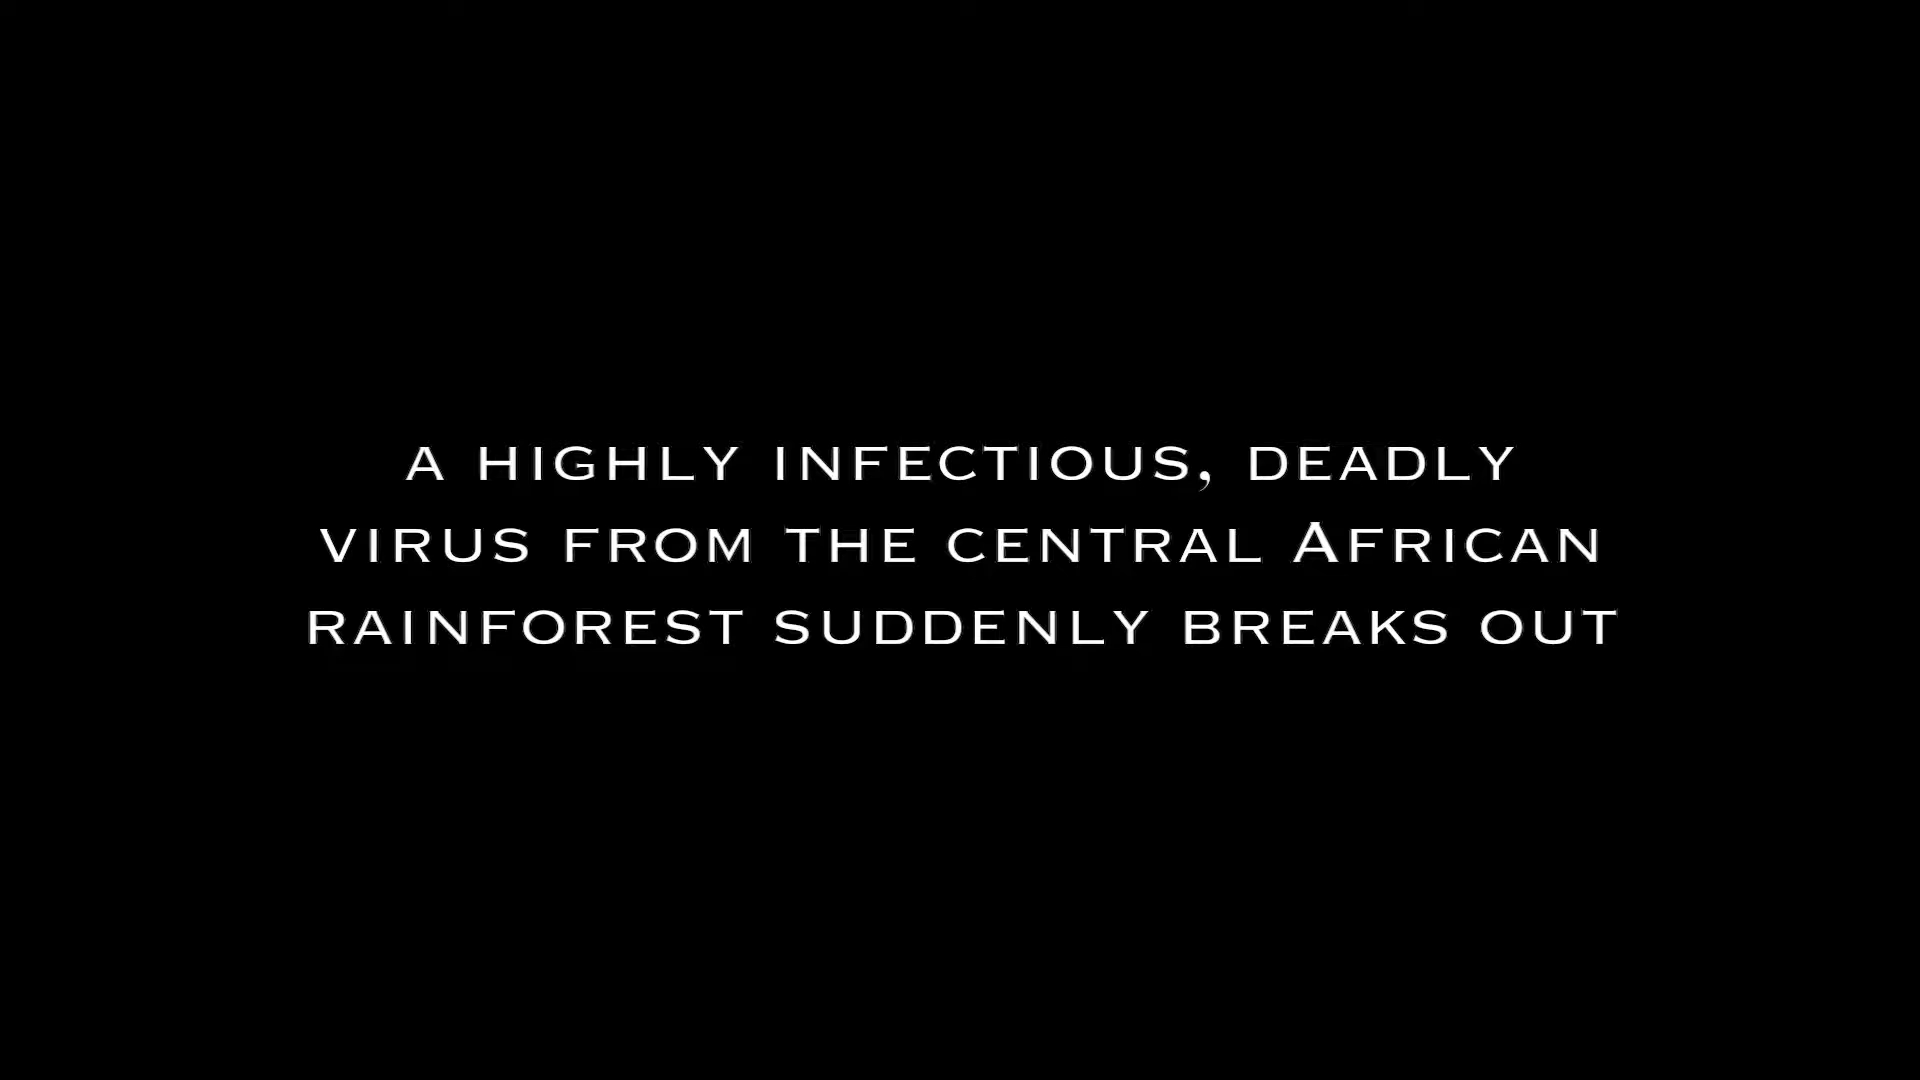 A HIGHLY INFECTIOUS, DEADLY
VIRUS FROM THE CENTRAL AFRICAN
RAINFOREST SUDDENLY BREAKS OUT